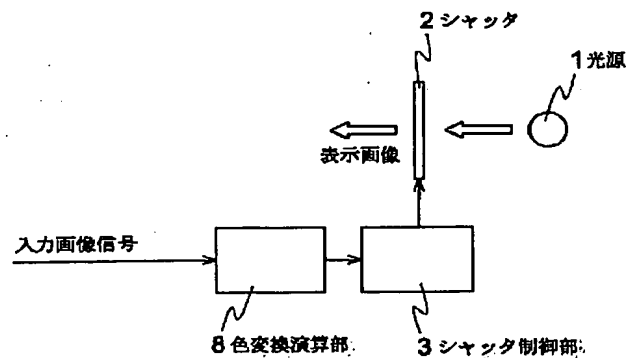 2 シャッタ
1 光源
表示画像
入力画像信号
8 色変換演算部
3 シャッタ制御部